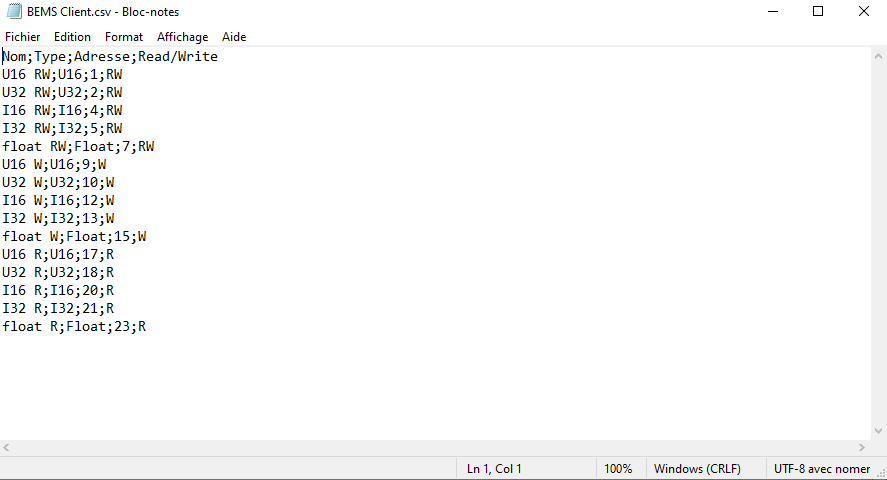 BEMS Client.csv - Bloc-notes
Fichier Edition Format Affichage Aide
Nom;Type;Adresse;Read/Write
U16 RW;U16;1;RW
U32 RW;U32;2;RW
I16 RW;I16;4;RW
I32 RW;I32;5;RW
float RW;Float;7;RW
U16 W;U16;9;W
U32 W;U32;10;W
I16 W;I16;12;W
I32 W;I32;13;W
float W;Float;15;W
U16 R;U16;17;R
U32 R;U32;18;R
I16 R;I16;20;R
I32 R;I32;21;R
float R;Float;23;R
Ln 1, Col 1 100% Windows (CRLF) UTF-8 avec nomer